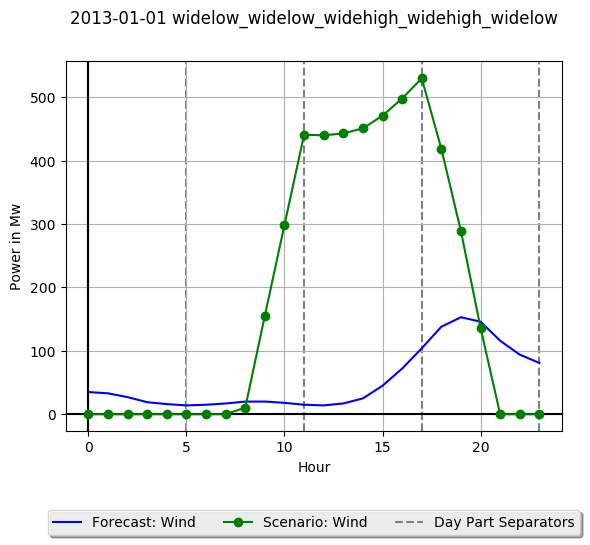 2013-01-01 widelow_widelow_widehigh_widehigh_widelow
500
400
300
200
100
0
Power in Mw
0 5 10 15 20
Hour
Forecast: Wind Scenario: Wind Day Part Separators